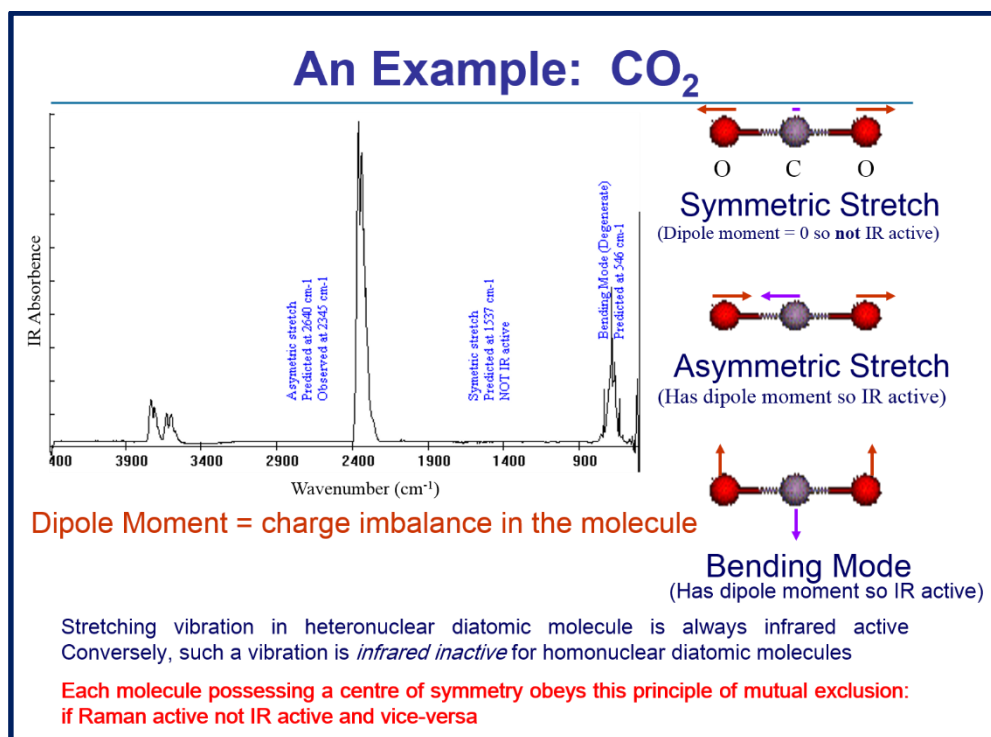 An Example: CO₂
IR Absorbence
Asymetric stretch
Predicted at 2640 cm-1
Observed at 2345 cm-1
Symetric stretch
Predicted at 1537 cm-1
NOT IR active
Bending Mode (Degenerate)
Predicted at 546 cm-1
400 3900 3400 2900 2400 1900 1400 900
Wavenumber (cm⁻¹)
O C O
Symmetric Stretch
(Dipole moment = 0 so not IR active)
Asymmetric Stretch
(Has dipole moment so IR active)
Bending Mode
(Has dipole moment so IR active)
Dipole Moment = charge imbalance in the molecule
Stretching vibration in heteronuclear diatomic molecule is always infrared active
Conversely, such a vibration is infrared inactive for homonuclear diatomic molecules
Each molecule possessing a centre of symmetry obeys this principle of mutual exclusion:
if Raman active not IR active and vice-versa